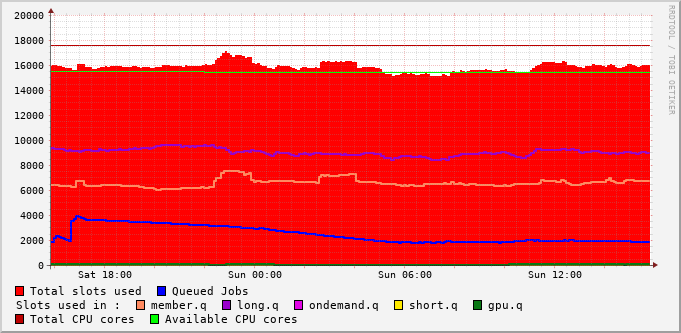 20000
18000
16000
14000
12000
10000
8000
6000
4000
2000
0
Sat 18:00 Sun 00:00 Sun 06:00 Sun 12:00
Total slots used Queued Jobs
Slots used in : member.q long.q ondemand.q short.q gpu.q
Total CPU cores Available CPU cores
RRDTOOL / TOBI OETIKER